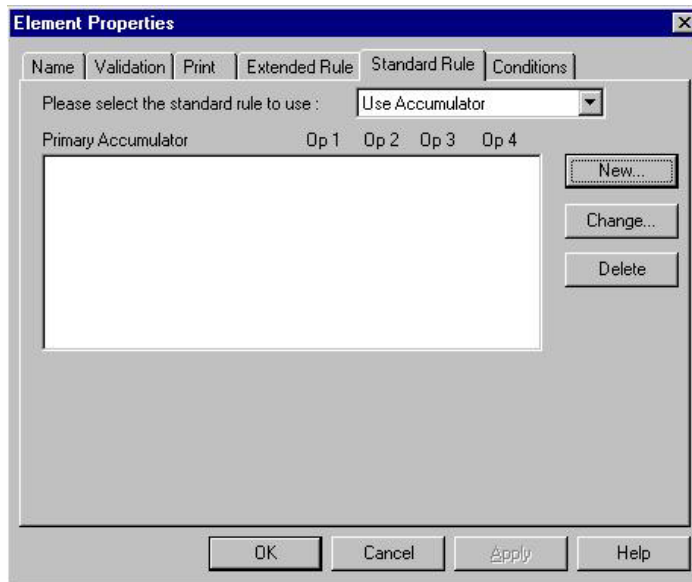 Element Properties
Name Validation Print Extended Rule Standard Rule Conditions
Please select the standard rule to use : Use Accumulator
Primary Accumulator Op 1 Op 2 Op 3 Op 4
New...
Change...
Delete
OK Cancel Apply Help